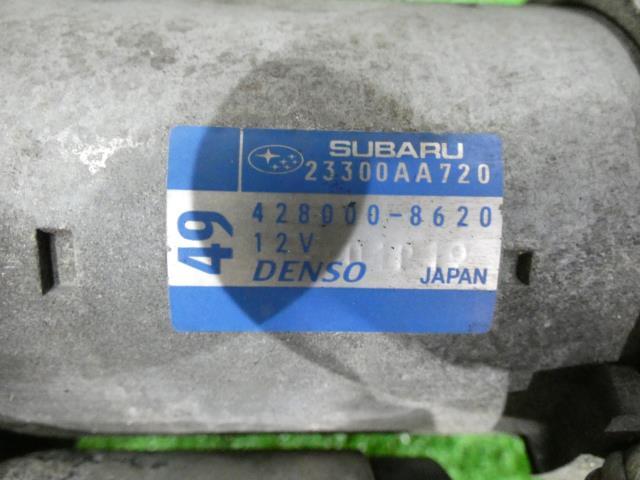 SUBARU
23300AA720
49
428000-8620
12V
DENSO JAPAN